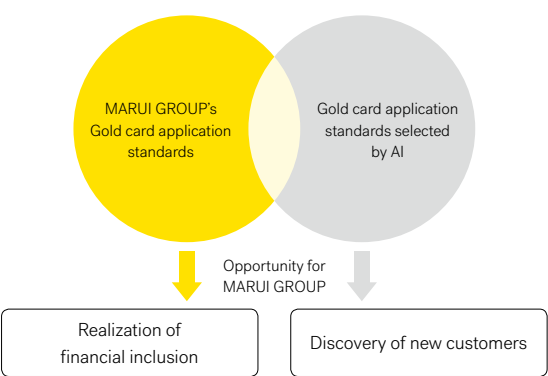 MARUI GROUP's
Gold card application
standards
Gold card application
standards selected
by AI
Opportunity for
MARUI GROUP
Realization of
financial inclusion
Discovery of new customers